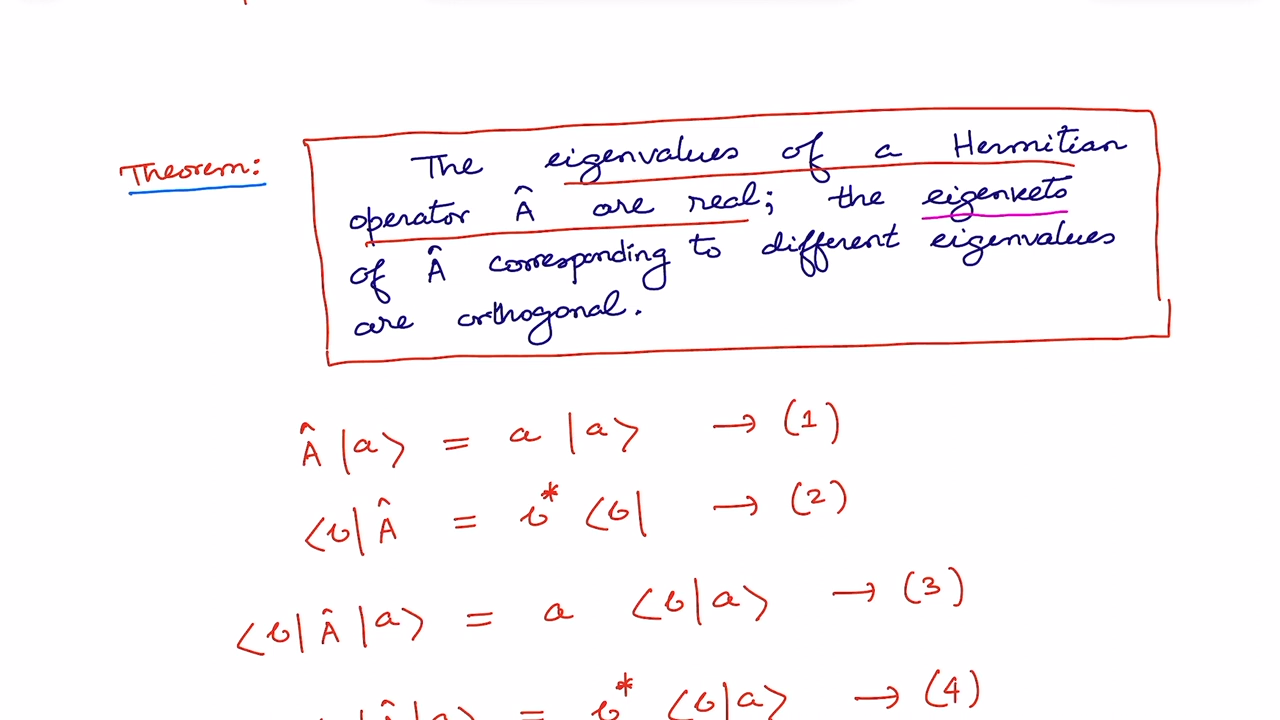 Theorem:
The eigenvalues of a Hermitian
operator Â are real; the eigenkets
of Â corresponding to different eigenvalues
are orthogonal.
Â |a⟩ = a |a⟩ → (1)
⟨b| Â = b* ⟨b| → (2)
⟨b| Â |a⟩ = a ⟨b|a⟩ → (3)
Â |a⟩ = b* ⟨b|a⟩ → (4)